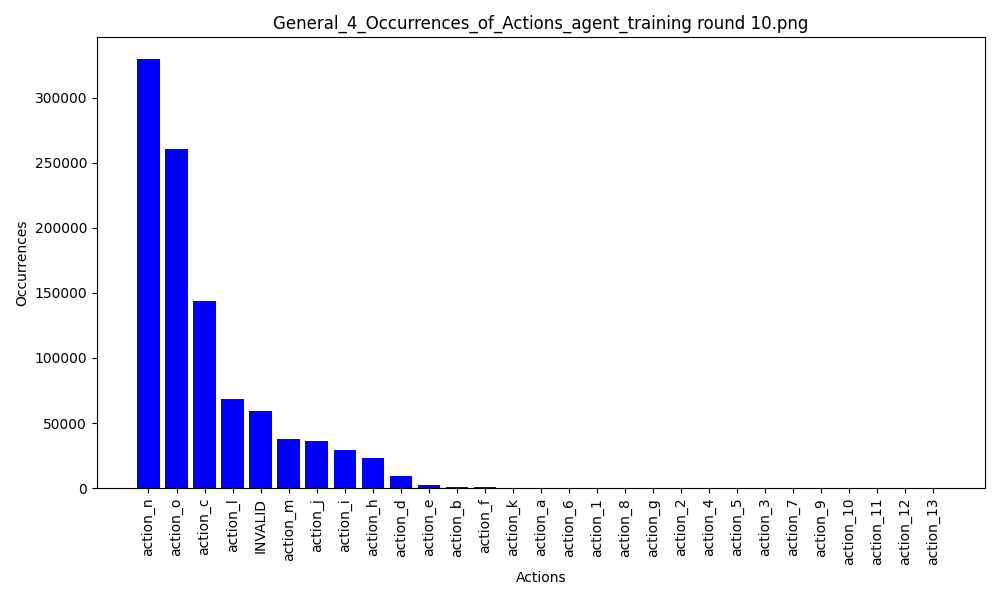 General_4_Occurrences_of_Actions_agent_training round 10.png
Occurrences
300000
250000
200000
150000
100000
50000
0
action_n
action_o
action_c
action_l
INVALID
action_m
action_j
action_i
action_h
action_d
action_e
action_b
action_f
action_k
action_a
action_6
action_1
action_8
action_g
action_2
action_4
action_5
action_3
action_7
action_9
action_10
action_11
action_12
action_13
Actions